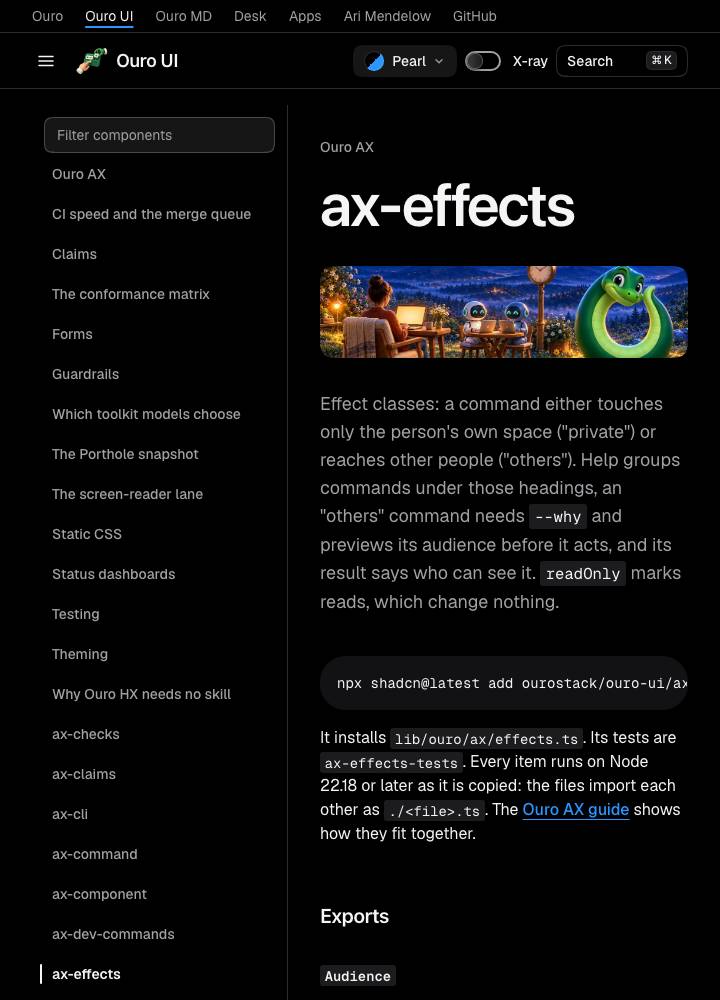 Ouro
Ouro UI
Ouro MD
Desk
Apps
Ari Mendelow
GitHub
Ouro UI
Pearl
X-ray
Search
⌘ K
Filter components
Ouro AX
CI speed and the merge queue
Claims
The conformance matrix
Forms
Guardrails
Which toolkit models choose
The Porthole snapshot
The screen-reader lane
Static CSS
Status dashboards
Testing
Theming
Why Ouro HX needs no skill
ax-checks
ax-claims
ax-cli
ax-command
ax-component
ax-dev-commands
ax-effects
Ouro AX
ax-effects
Effect classes: a command either touches
only the person's own space ("private") or
reaches other people ("others"). Help groups
commands under those headings, an
"others" command needs --why and
previews its audience before it acts, and its
result says who can see it. readOnly marks
reads, which change nothing.
npx shadcn@latest add ourostack/ouro-ui/ax
It installs lib/ouro/ax/effects.ts. Its tests are
ax-effects-tests. Every item runs on Node
22.18 or later as it is copied: the files import each
other as ./<file>.ts. The Ouro AX guide shows
how they fit together.
Exports
Audience